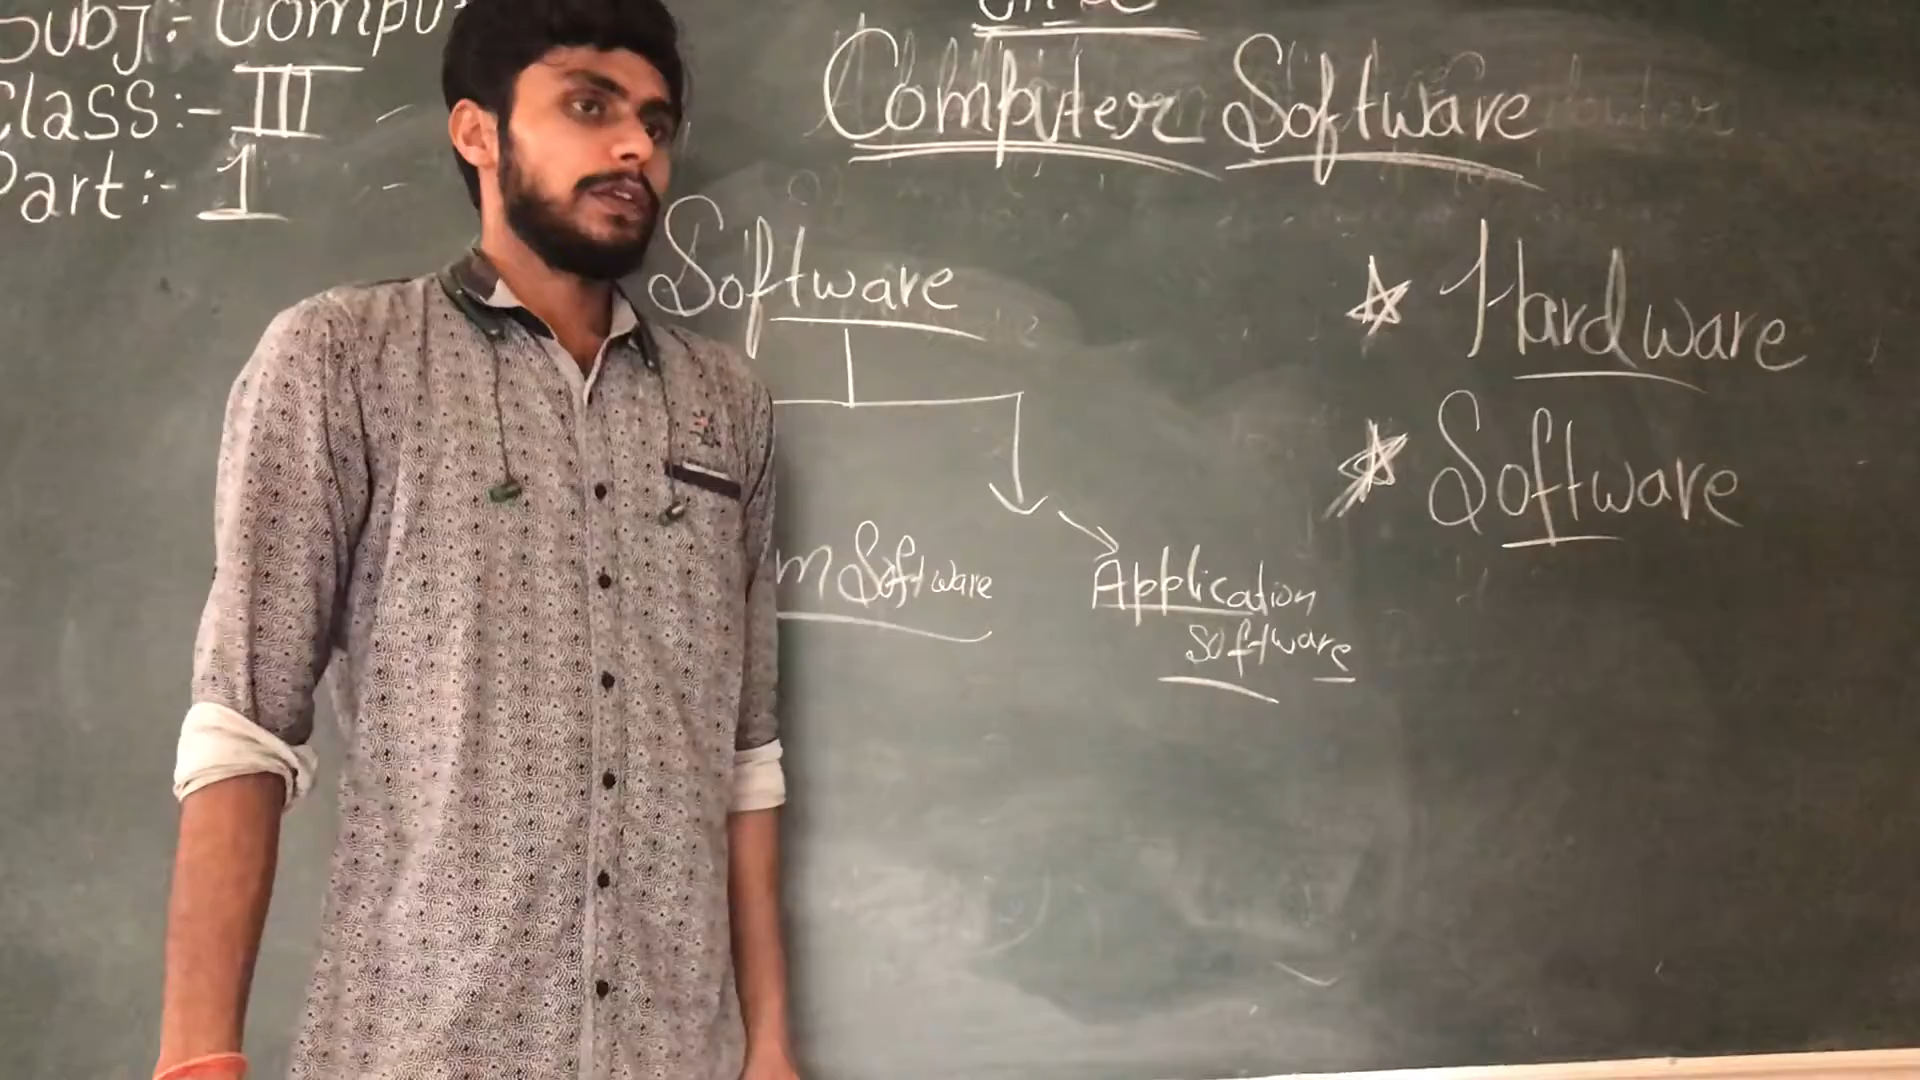 Subj:- Compu
Class:- III
Part:- 1
Computer Software
Software
* Hardware
* Software
m Software
Application
Software